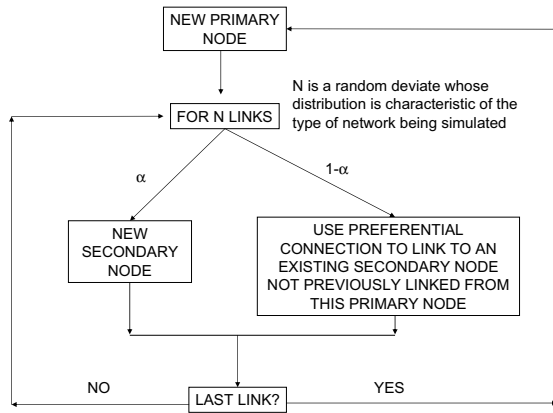 NEW PRIMARY
NODE
N is a random deviate whose
distribution is characteristic of the
type of network being simulated
FOR N LINKS
α
1-α
NEW
SECONDARY
NODE
USE PREFERENTIAL
CONNECTION TO LINK TO AN
EXISTING SECONDARY NODE
NOT PREVIOUSLY LINKED FROM
THIS PRIMARY NODE
NO
LAST LINK?
YES